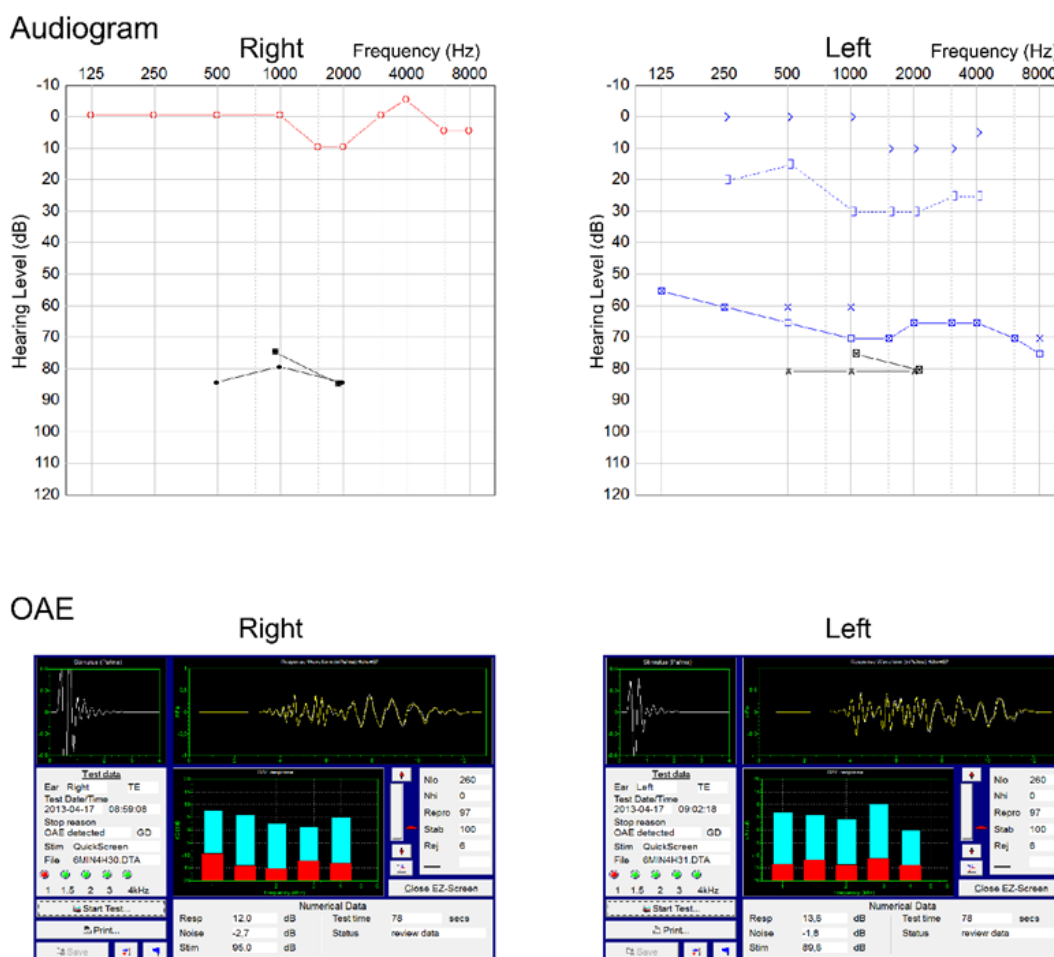 Audiogram
Right Frequency (Hz)
125 250 500 1000 2000 4000 8000
-10
0
10
20
30
40
50
60
70
80
90
100
110
120
Hearing Level (dB)
Left Frequency (Hz)
125 250 500 1000 2000 4000 8000
-10
0
10
20
30
40
50
60
70
80
90
100
110
120
Hearing Level (dB)
OAE
Right
Test data
Ear Right TE
Test Date/Time
2013-04-17 08:59:08
Stop reason
OAE detected GD
Stim QuickScreen
File 6MIN4H30.DTA
1 1.5 2 3 4kHz
Start Test...
Print...
Save
Nlo 260
Nhi 0
Repro 97
Stab 100
Rej 6
Close EZ-Screen
Numerical Data
Resp 12.0 dB Test time 78 secs
Noise -2,7 dB Status review data
Stim 95.0 dB
Left
Test data
Ear Left TE
Test Date/Time
2013-04-17 09:02:18
Stop reason
OAE detected GD
Stim QuickScreen
File 6MIN4H31.DTA
1 1.5 2 3 4kHz
Start Test...
Print...
Save
Nlo 260
Nhi 0
Repro 97
Stab 100
Rej 6
Close EZ-Screen
Numerical Data
Resp 13,6 dB Test time 78 secs
Noise -1,8 dB Status review data
Stim 89,6 dB